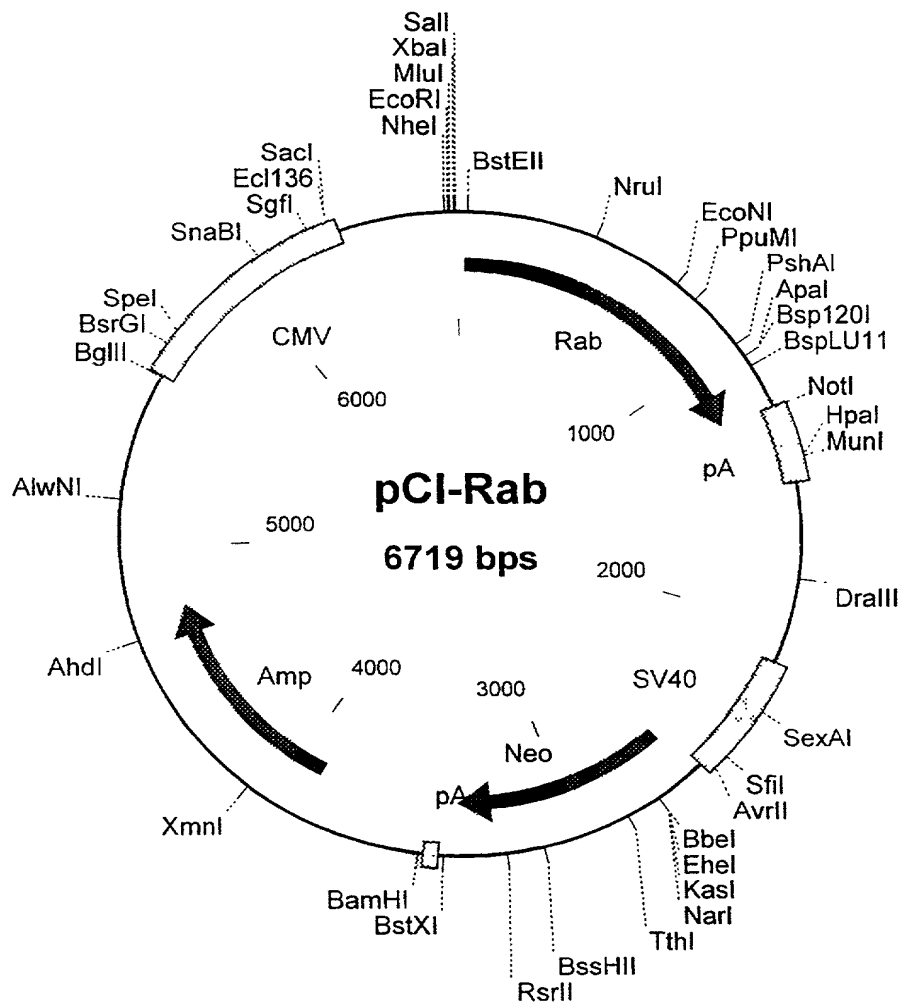 SalI
XbaI
MluI
EcoRI
NheI
BstEII
SacI
Ecl136
SgfI
SnaBI
NruI
EcoNI
PpuMI
PshAI
ApaI
Bsp120I
BspLU11
SpeI
BsrGI
BglII
CMV
Rab
NotI
HpaI
MunI
6000
1000
pA
AlwNI
pCI-Rab
5000
6719 bps
2000
DraIII
AhdI
Amp
4000
3000
SV40
SexAI
Neo
SfiI
pA
AvrII
XmnI
BbeI
EheI
KasI
NarI
BamHI
BstXI
TthI
BssHII
RsrII